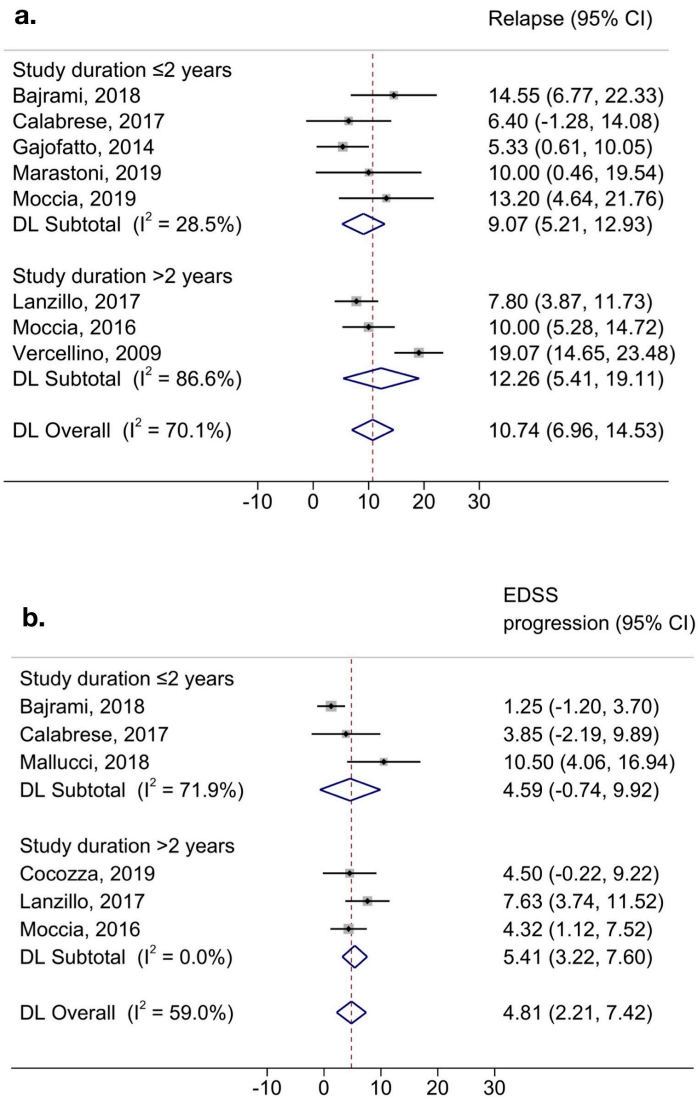 a.
Relapse (95% CI)
Study duration ≤2 years
Bajrami, 2018 14.55 (6.77, 22.33)
Calabrese, 2017 6.40 (-1.28, 14.08)
Gajofatto, 2014 5.33 (0.61, 10.05)
Marastoni, 2019 10.00 (0.46, 19.54)
Moccia, 2019 13.20 (4.64, 21.76)
DL Subtotal (I² = 28.5%) 9.07 (5.21, 12.93)
Study duration >2 years
Lanzillo, 2017 7.80 (3.87, 11.73)
Moccia, 2016 10.00 (5.28, 14.72)
Vercellino, 2009 19.07 (14.65, 23.48)
DL Subtotal (I² = 86.6%) 12.26 (5.41, 19.11)
DL Overall (I² = 70.1%) 10.74 (6.96, 14.53)
-10 0 10 20 30
b.
EDSS
progression (95% CI)
Study duration ≤2 years
Bajrami, 2018 1.25 (-1.20, 3.70)
Calabrese, 2017 3.85 (-2.19, 9.89)
Mallucci, 2018 10.50 (4.06, 16.94)
DL Subtotal (I² = 71.9%) 4.59 (-0.74, 9.92)
Study duration >2 years
Cocozza, 2019 4.50 (-0.22, 9.22)
Lanzillo, 2017 7.63 (3.74, 11.52)
Moccia, 2016 4.32 (1.12, 7.52)
DL Subtotal (I² = 0.0%) 5.41 (3.22, 7.60)
DL Overall (I² = 59.0%) 4.81 (2.21, 7.42)
-10 0 10 20 30